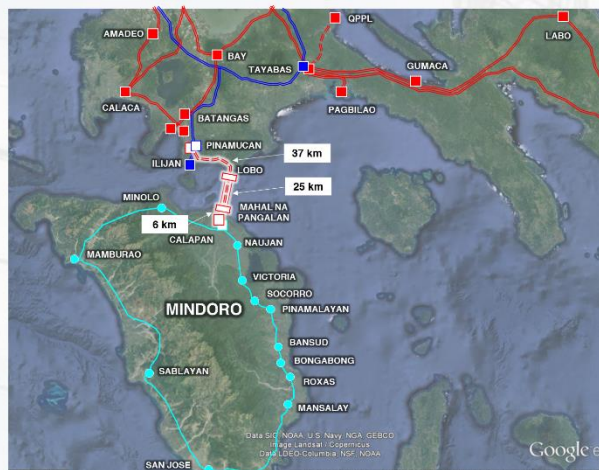 QPPL
AMADEO
LABO
BAY
TAYABAS
GUMACA
CALACA
PAGBILAO
BATANGAS
PINAMUCAN
37 km
ILIJAN
LOBO
25 km
MINOLO
6 km
MAHAL NA
PANGALAN
CALAPAN
NAUJAN
MAMBURAO
VICTORIA
SOCORRO
MINDORO
PINAMALAYAN
BANSUD
BONGABONG
SABLAYAN
ROXAS
MANSALAY
Data SIO, NOAA, U.S. Navy, NGA, GEBCO
Image Landsat / Copernicus
Data LDEO-Columbia, NSF, NOAA
Google e
SAN JOSE